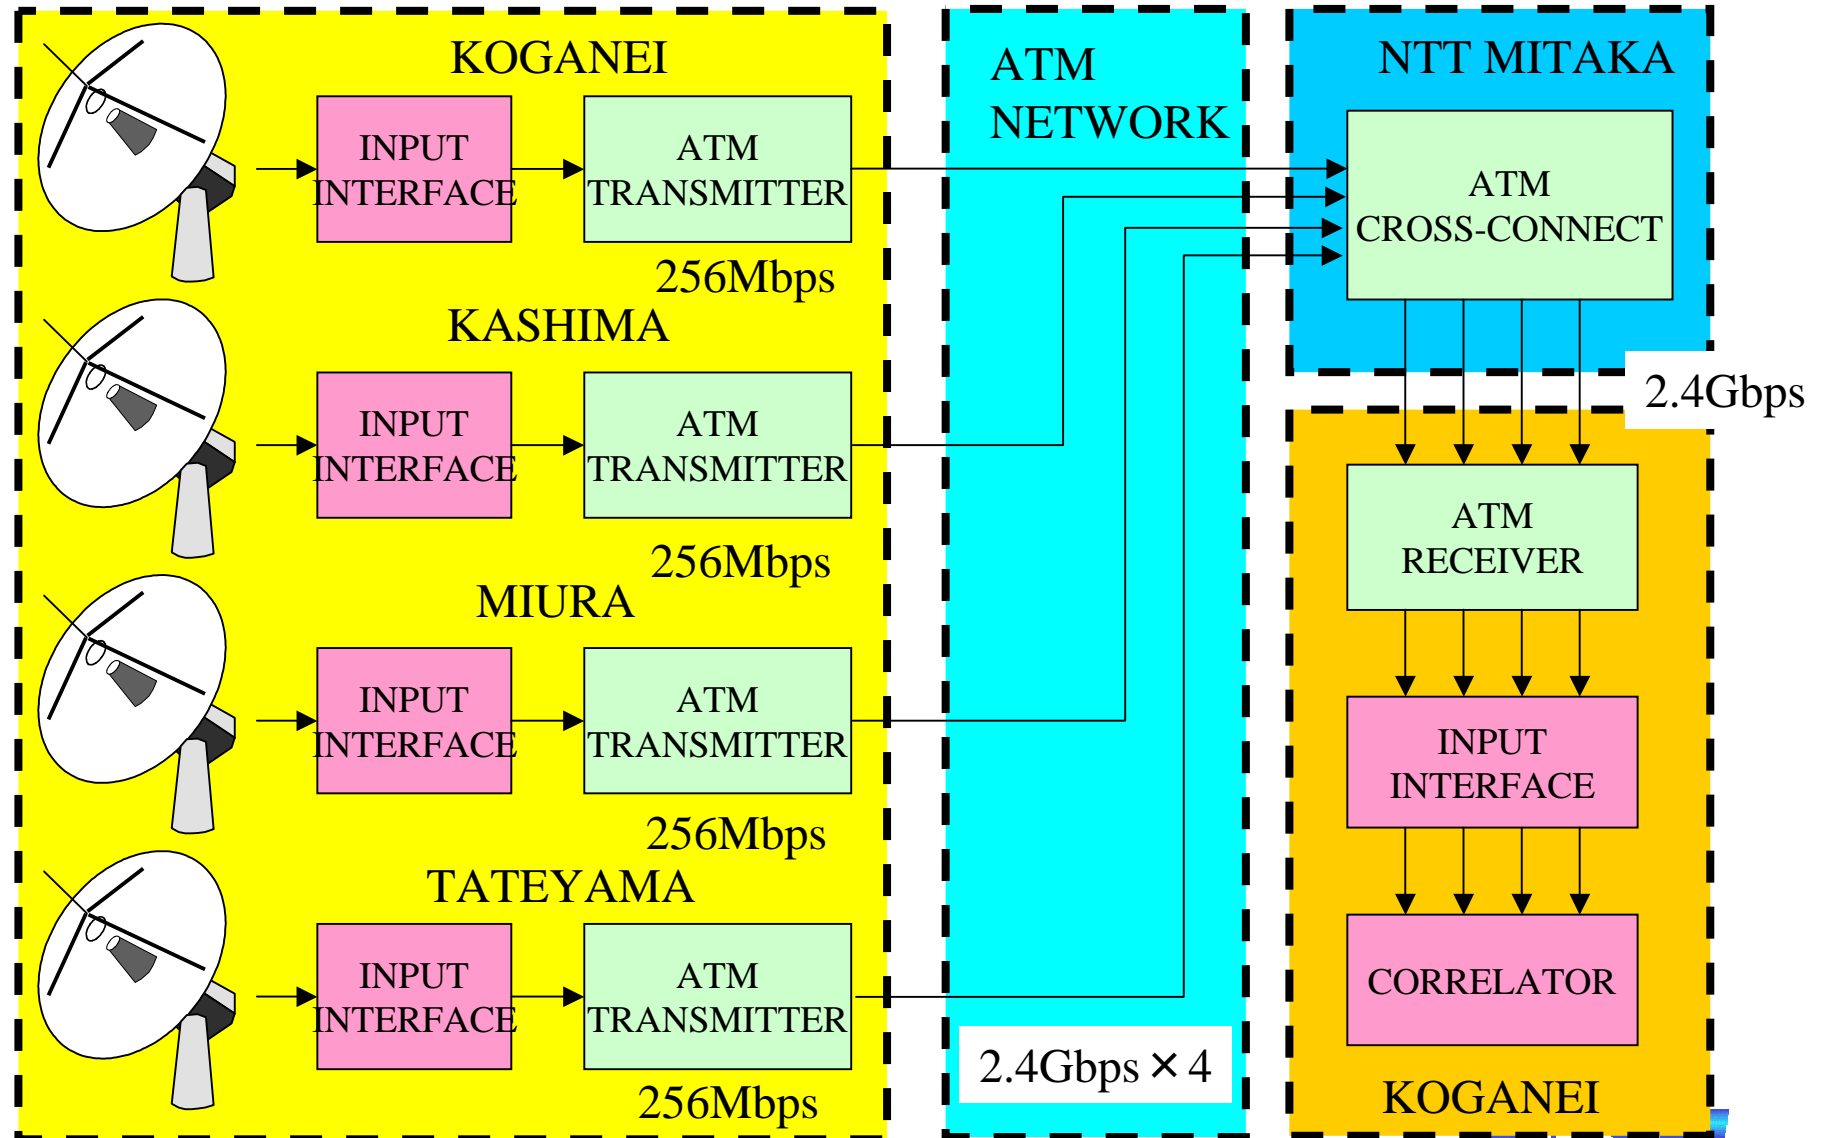 KOGANEI
INPUT
INTERFACE
ATM
TRANSMITTER
256Mbps
KASHIMA
INPUT
INTERFACE
ATM
TRANSMITTER
256Mbps
MIURA
INPUT
INTERFACE
ATM
TRANSMITTER
256Mbps
TATEYAMA
INPUT
INTERFACE
ATM
TRANSMITTER
256Mbps
ATM
NETWORK
2.4Gbps×4
NTT MITAKA
ATM
CROSS-CONNECT
2.4Gbps
ATM
RECEIVER
INPUT
INTERFACE
CORRELATOR
KOGANEI